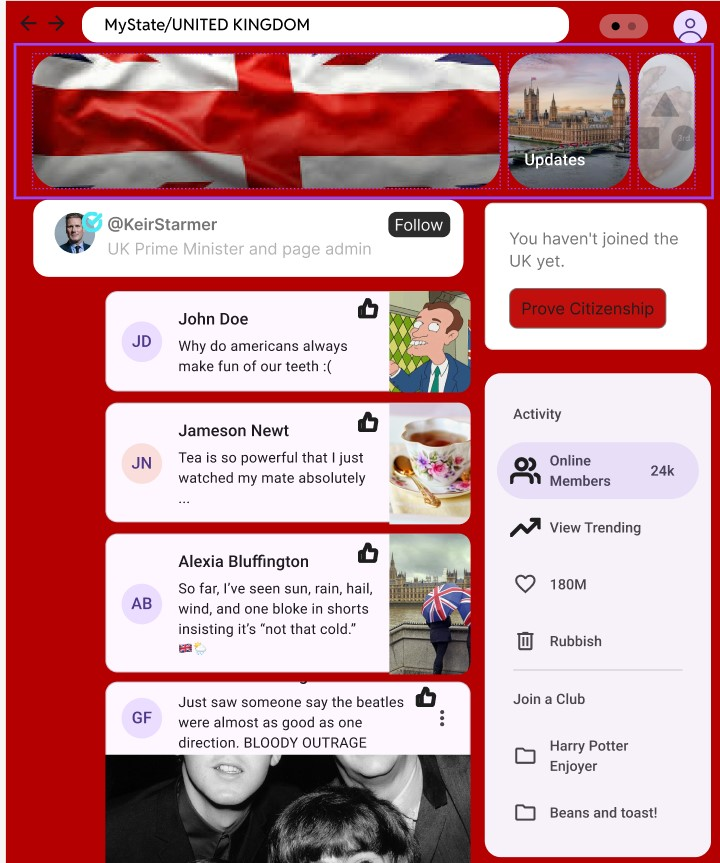 MyState/UNITED KINGDOM
Updates
@KeirStarmer
Follow
UK Prime Minister and page admin
You haven't joined the
UK yet.
Prove Citizenship
JD
John Doe
Why do americans always
make fun of our teeth :(
JN
Jameson Newt
Tea is so powerful that I just
watched my mate absolutely
...
AB
Alexia Bluffington
So far, I’ve seen sun, rain, hail,
wind, and one bloke in shorts
insisting it’s “not that cold.”
🇬🇧🌦️
GF
Just saw someone say the beatles
were almost as good as one
direction. BLOODY OUTRAGE
Activity
Online
Members
24k
View Trending
180M
Rubbish
Join a Club
Harry Potter
Enjoyer
Beans and toast!